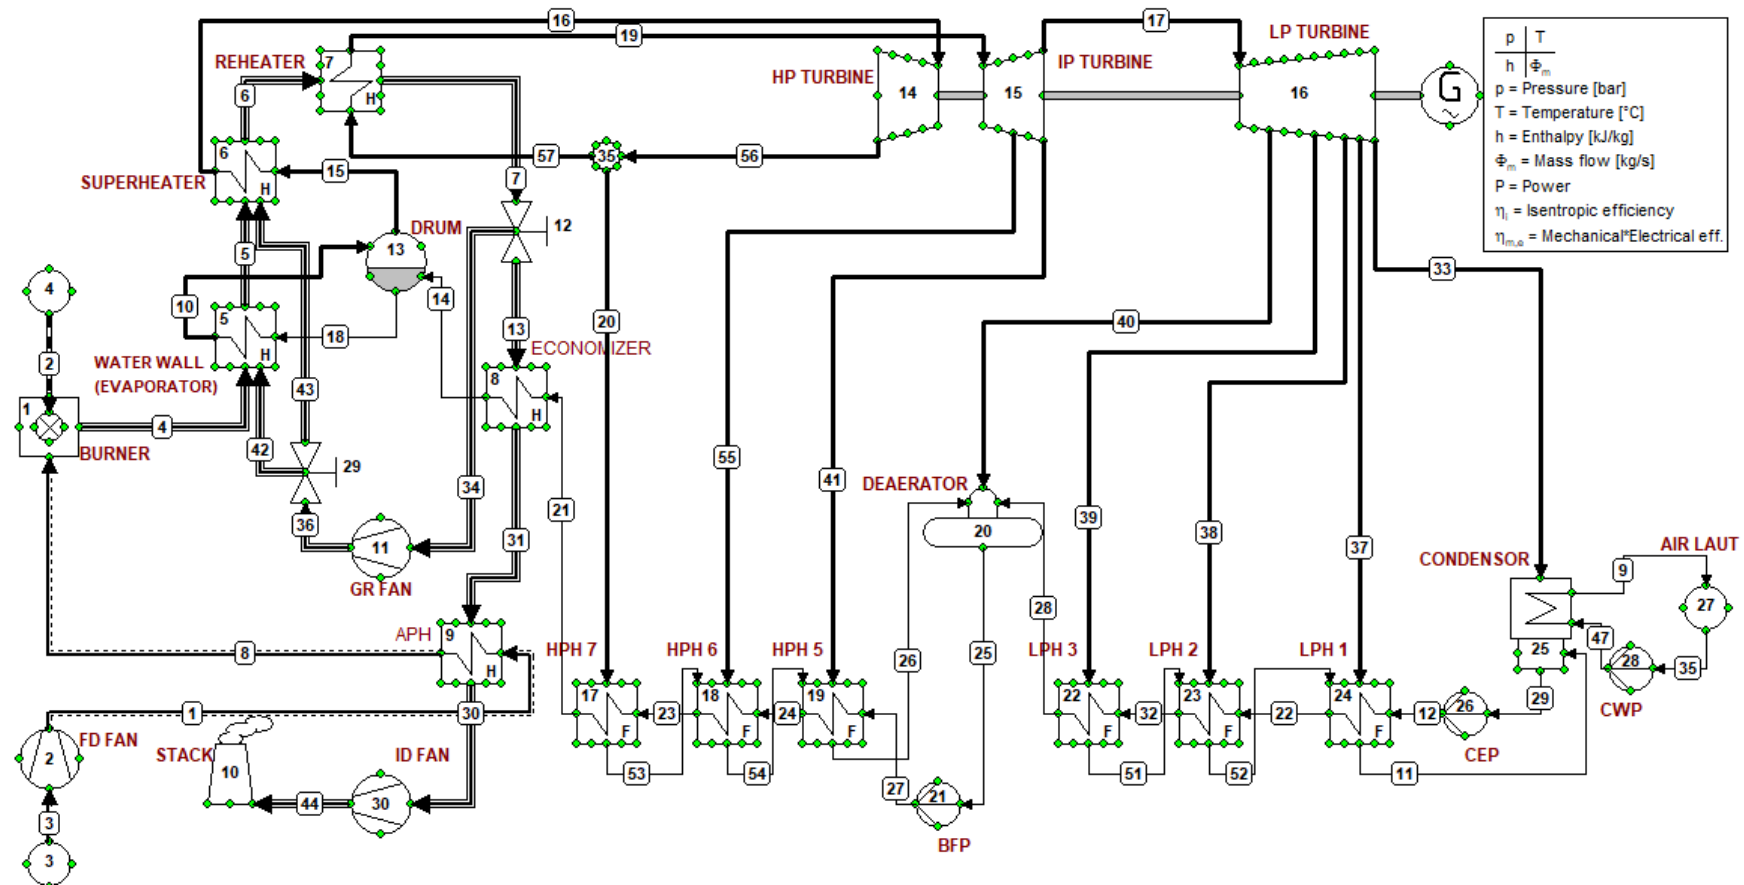 16
19
17
LP TURBINE
REHEATER
7
H
HP TURBINE
14
IP TURBINE
15
16
G
p T
h Φm
p = Pressure [bar]
T = Temperature [°C]
h = Enthalpy [kJ/kg]
Φm = Mass flow [kg/s]
P = Power
ηi = Isentropic efficiency
ηm,e = Mechanical*Electrical eff.
6
6
H
SUPERHEATER
15
57
35
56
7
12
DRUM
13
5
10
14
4
5
H
18
20
13
ECONOMIZER
33
40
2
WATER WALL
(EVAPORATOR)
43
8
H
1
4
BURNER
42
29
34
55
41
DEAERATOR
21
39
38
37
36
11
GR FAN
31
20
CONDENSOR
AIR LAUT
9
27
28
APH
9
H
8
HPH 7
HPH 6
HPH 5
26
25
LPH 3
LPH 2
LPH 1
25
47
28
35
CWP
17
F
23
18
F
24
19
F
22
F
32
23
F
22
24
F
12
26
CEP
29
1
30
FD FAN
2
STACK
10
ID FAN
44
30
53
54
27
21
BFP
51
52
11
3
3